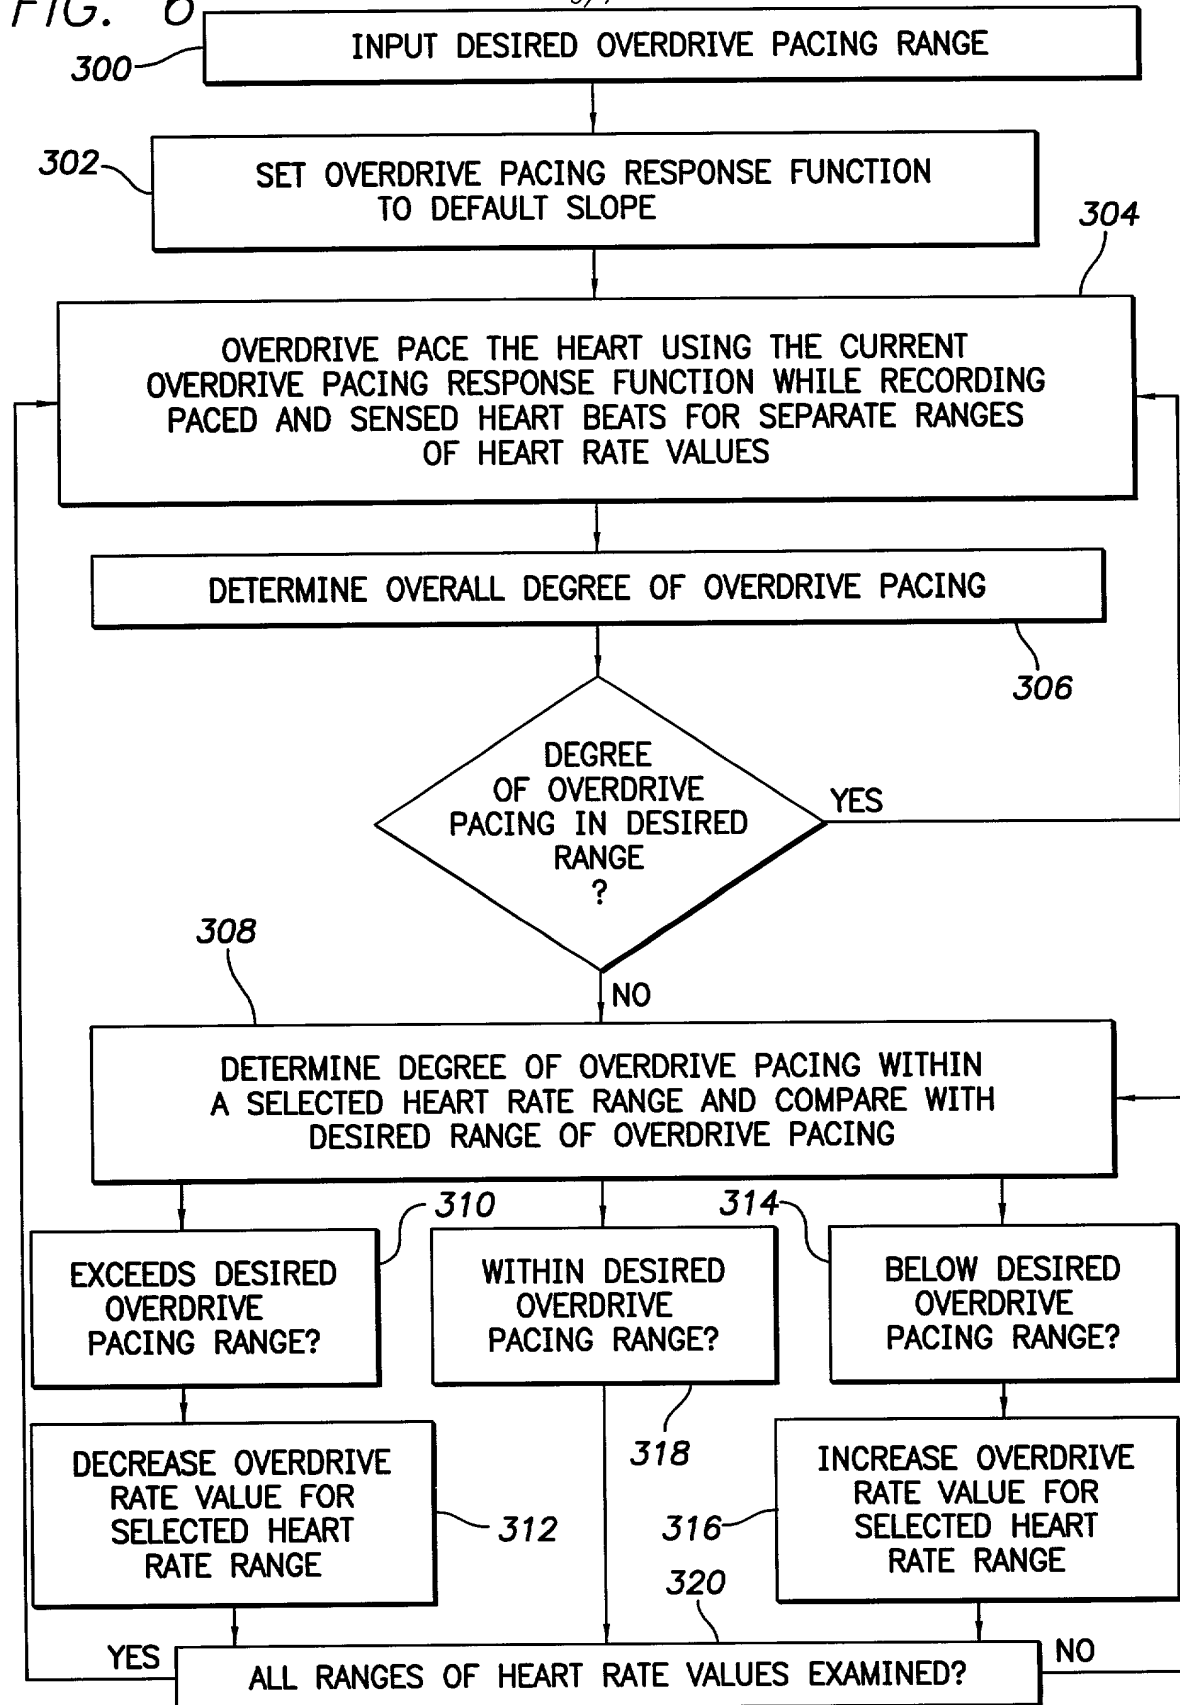 FIG. 6
INPUT DESIRED OVERDRIVE PACING RANGE
300
302
SET OVERDRIVE PACING RESPONSE FUNCTION
TO DEFAULT SLOPE
304
OVERDRIVE PACE THE HEART USING THE CURRENT
OVERDRIVE PACING RESPONSE FUNCTION WHILE RECORDING
PACED AND SENSED HEART BEATS FOR SEPARATE RANGES
OF HEART RATE VALUES
DETERMINE OVERALL DEGREE OF OVERDRIVE PACING
306
DEGREE
OF OVERDRIVE
PACING IN DESIRED
RANGE
?
YES
NO
308
DETERMINE DEGREE OF OVERDRIVE PACING WITHIN
A SELECTED HEART RATE RANGE AND COMPARE WITH
DESIRED RANGE OF OVERDRIVE PACING
310
314
EXCEEDS DESIRED
OVERDRIVE
PACING RANGE?
WITHIN DESIRED
OVERDRIVE
PACING RANGE?
BELOW DESIRED
OVERDRIVE
PACING RANGE?
318
DECREASE OVERDRIVE
RATE VALUE FOR
SELECTED HEART
RATE RANGE
312
316
INCREASE OVERDRIVE
RATE VALUE FOR
SELECTED HEART
RATE RANGE
320
YES
ALL RANGES OF HEART RATE VALUES EXAMINED?
NO